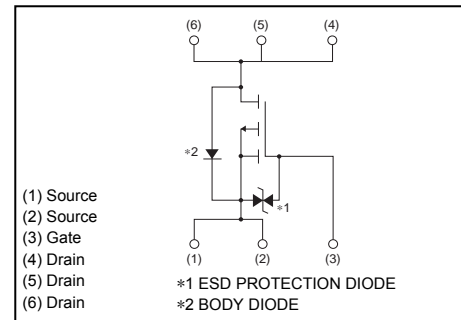 (6) (5) (4)
∗2
∗1
(1) Source
(2) Source
(3) Gate
(4) Drain
(5) Drain
(6) Drain
(1) (2) (3)
∗1 ESD PROTECTION DIODE
∗2 BODY DIODE